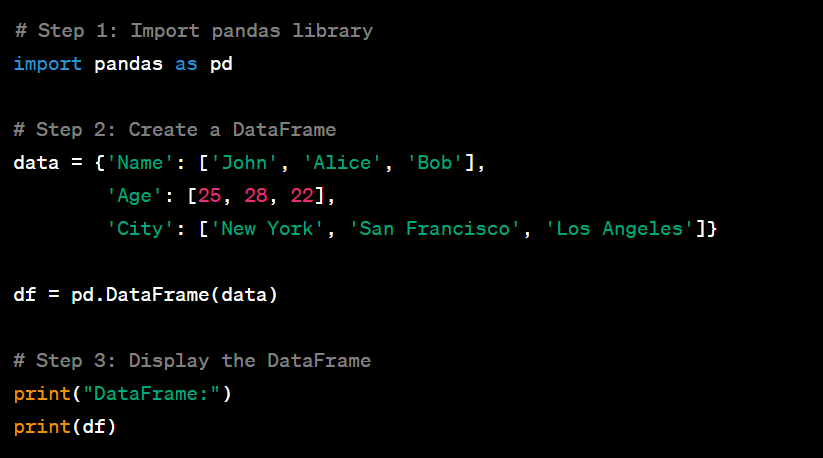 # Step 1: Import pandas library
import pandas as pd
# Step 2: Create a DataFrame
data = {'Name': ['John', 'Alice', 'Bob'],
'Age': [25, 28, 22],
'City': ['New York', 'San Francisco', 'Los Angeles']}
df = pd.DataFrame(data)
# Step 3: Display the DataFrame
print("DataFrame:")
print(df)